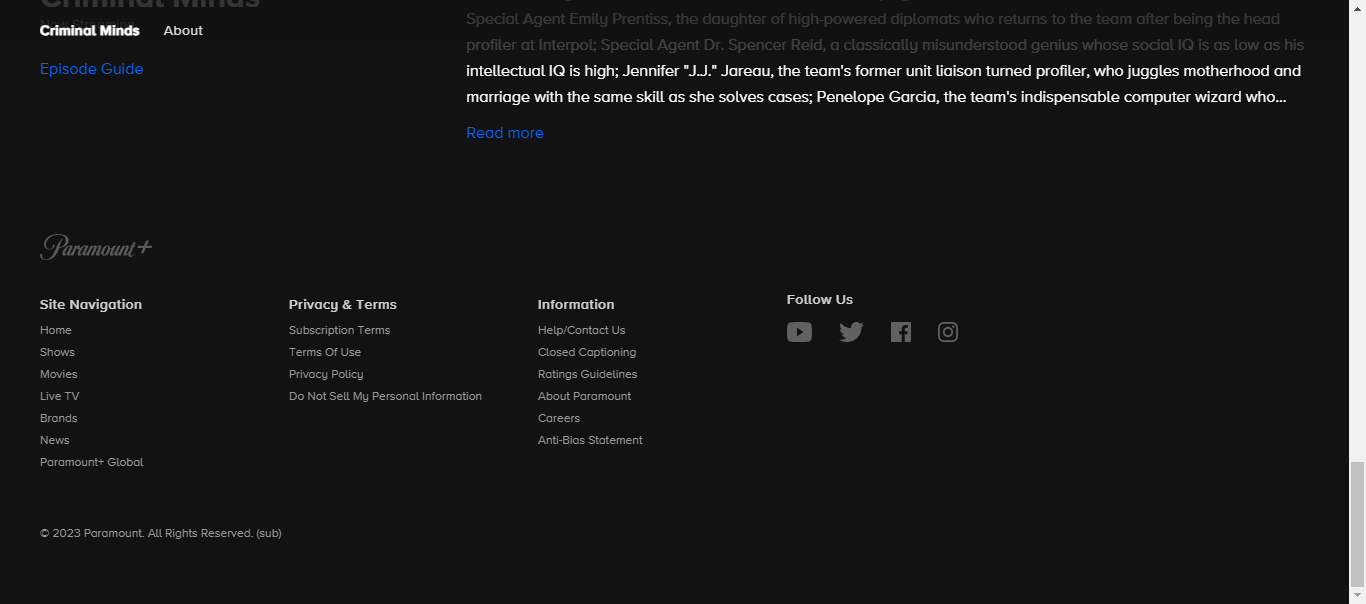 Criminal Minds
Now Streaming
Criminal Minds About
Episode Guide
Special Agent Emily Prentiss, the daughter of high-powered diplomats who returns to the team after being the head
profiler at Interpol; Special Agent Dr. Spencer Reid, a classically misunderstood genius whose social IQ is as low as his
intellectual IQ is high; Jennifer "J.J." Jareau, the team's former unit liaison turned profiler, who juggles motherhood and
marriage with the same skill as she solves cases; Penelope Garcia, the team's indispensable computer wizard who...
Read more
Paramount+
Site Navigation
Home
Shows
Movies
Live TV
Brands
News
Paramount+ Global
Privacy & Terms
Subscription Terms
Terms Of Use
Privacy Policy
Do Not Sell My Personal Information
Information
Help/Contact Us
Closed Captioning
Ratings Guidelines
About Paramount
Careers
Anti-Bias Statement
Follow Us
© 2023 Paramount. All Rights Reserved. (sub)